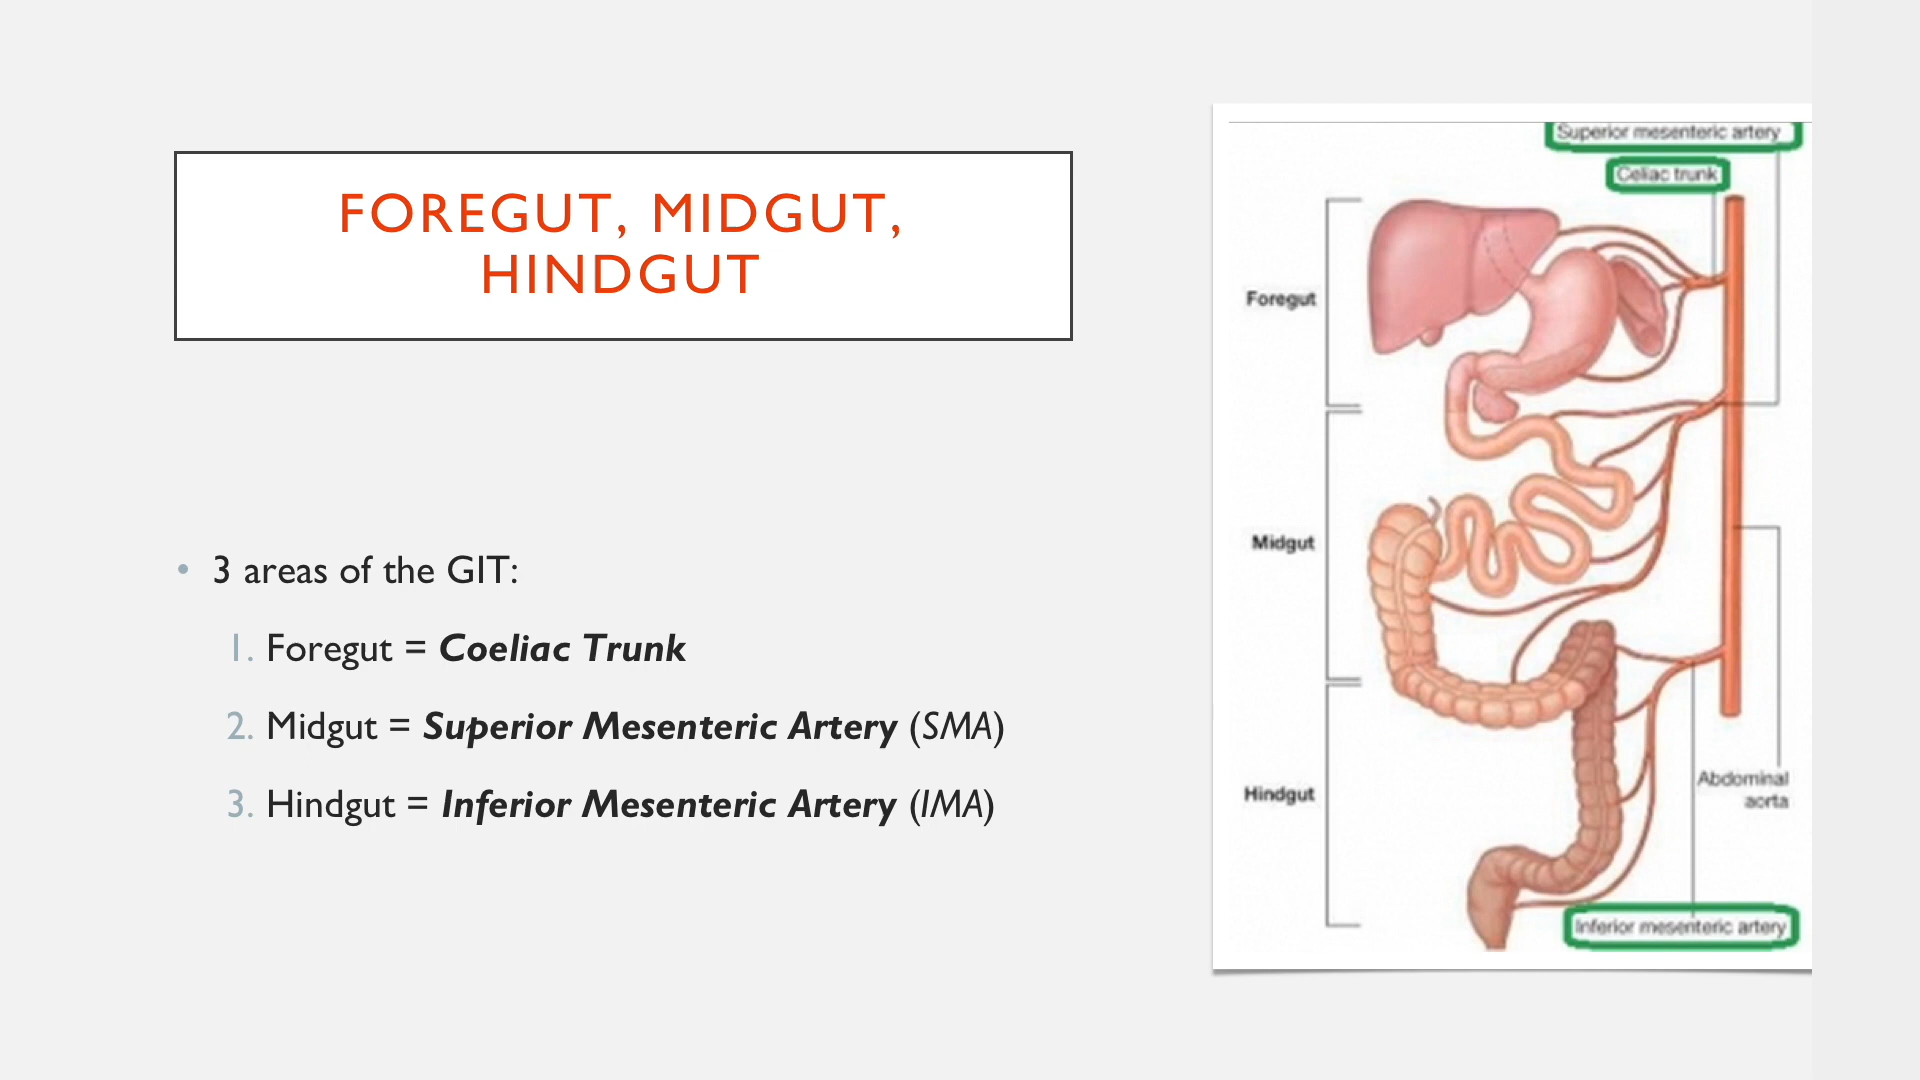 FOREGUT, MIDGUT,
HINDGUT
• 3 areas of the GIT:
1. Foregut = Coeliac Trunk
2. Midgut = Superior Mesenteric Artery (SMA)
3. Hindgut = Inferior Mesenteric Artery (IMA)
Superior mesenteric artery
Celiac trunk
Foregut
Midgut
Hindgut
Abdominal
aorta
Inferior mesenteric artery